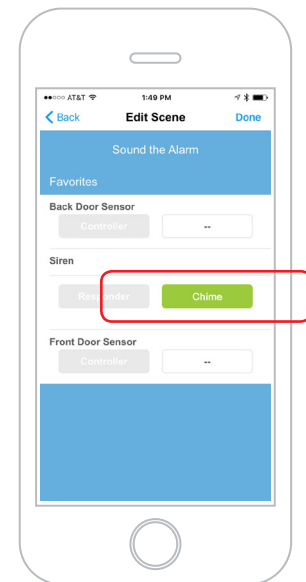 AT&T 1:49 PM
Back Edit Scene Done
Sound the Alarm
Favorites
Back Door Sensor
Controller --
Siren
Responder Chime
Front Door Sensor
Controller --